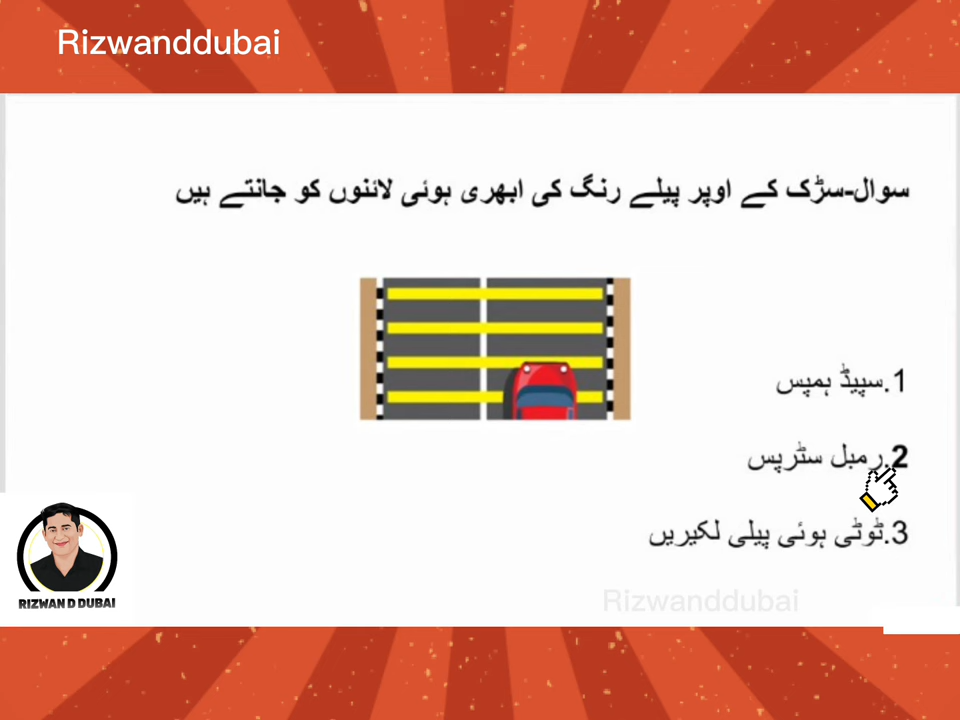 Rizwanddubai
سوال-سڑک کے اوپر پیلے رنگ کی ابھری ہوئی لائنوں کو جانتے ہیں
1.سپیڈ ہمپس
2.رمبل سٹرپس
3.ٹوٹی ہوئی پیلی لکیریں
RIZWAN D DUBAI
Rizwanddubai